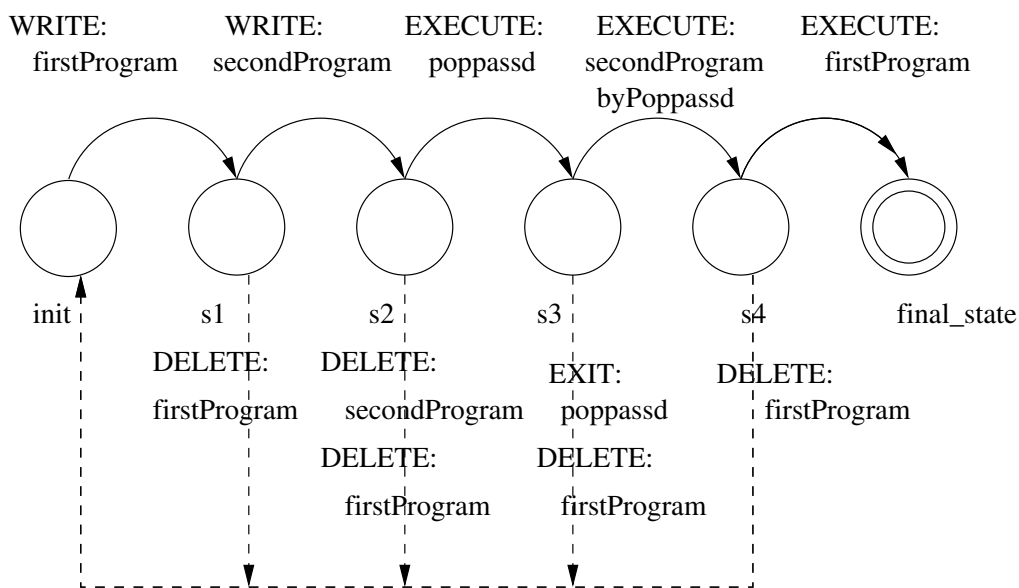 WRITE:
firstProgram
WRITE:
secondProgram
EXECUTE:
poppassd
EXECUTE:
secondProgram
byPoppassd
EXECUTE:
firstProgram
init
s1
s2
s3
s4
final_state
DELETE:
firstProgram
DELETE:
secondProgram
DELETE:
firstProgram
EXIT:
poppassd
DELETE:
firstProgram
DELETE:
firstProgram